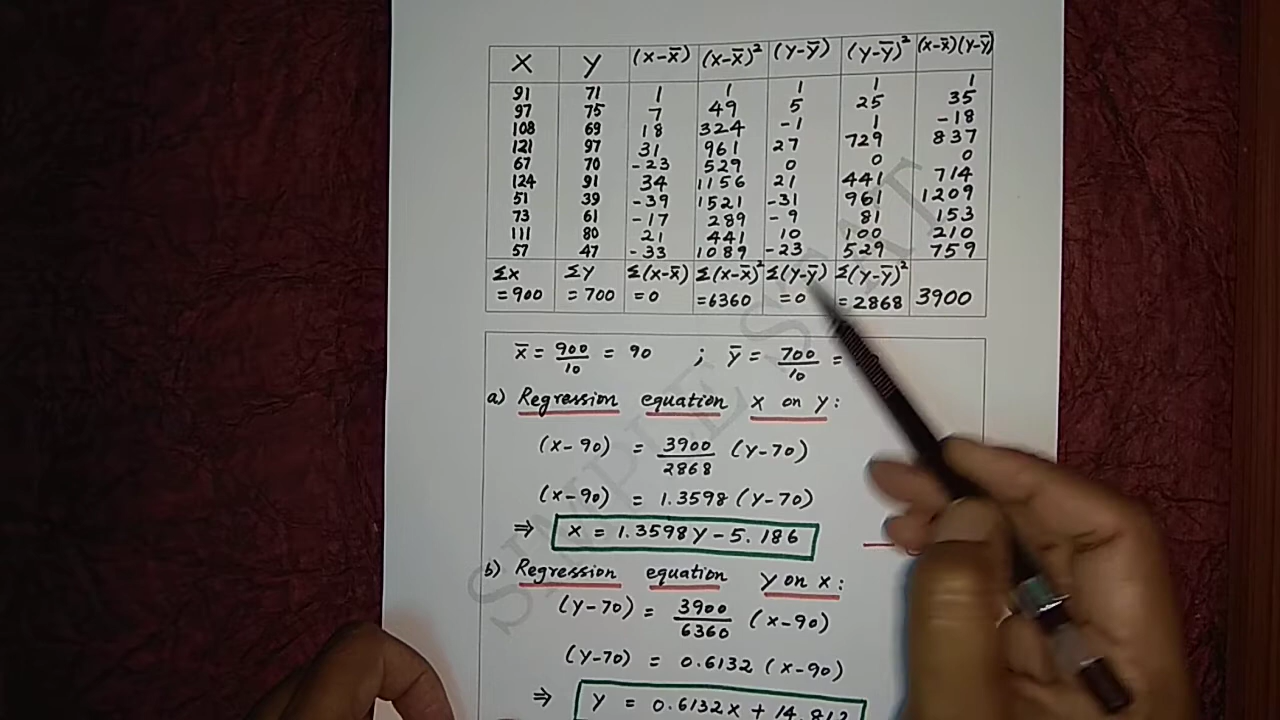 X Y (x-x̄) (x-x̄)² (y-ȳ) (y-ȳ)² (x-x̄)(y-ȳ)
91 71 1 1 1 1 1
97 75 7 49 5 25 35
108 69 18 324 -1 1 -18
121 97 31 961 27 729 837
67 70 -23 529 0 0 0
124 91 34 1156 21 441 714
51 39 -39 1521 -31 961 1209
73 61 -17 289 -9 81 153
111 80 21 441 10 100 210
57 47 -33 1089 -23 529 759
Σx Σy Σ(x-x̄) Σ(x-x̄)² Σ(y-ȳ) Σ(y-ȳ)²
=900 =700 =0 =6360 =0 =2868 3900
x̄ = 900/10 = 90 ; ȳ = 700/10 =
a) Regression equation X on Y:
(x-90) = 3900/2868 (y-70)
(x-90) = 1.3598 (y-70)
⇒ x = 1.3598y - 5.186
b) Regression equation Y on X:
(y-70) = 3900/6360 (x-90)
(y-70) = 0.6132 (x-90)
⇒ y = 0.6132x + 14.812